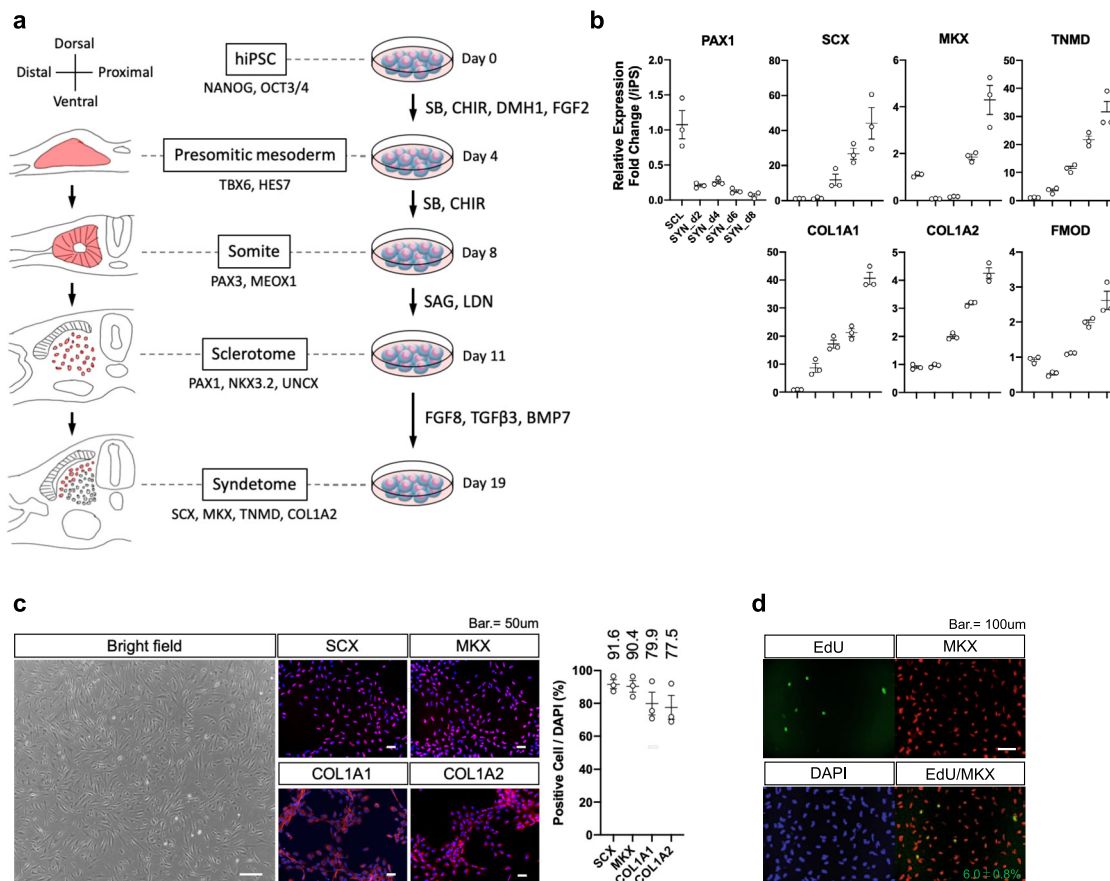 a
Dorsal
Distal
Proximal
Ventral
hiPSC
NANOG, OCT3/4
Day 0
SB, CHIR, DMH1, FGF2
Presomitic mesoderm
TBX6, HES7
Day 4
SB, CHIR
Somite
PAX3, MEOX1
Day 8
SAG, LDN
Sclerotome
PAX1, NKX3.2, UNCX
Day 11
FGF8, TGFβ3, BMP7
Syndetome
SCX, MKX, TNMD, COL1A2
Day 19
b
Relative Expression
Fold Change (/iPS)
PAX1
2.0
1.5
1.0
0.5
0.0
SCL
SYN_d2
SYN_d4
SYN_d6
SYN_d8
SCX
80
60
40
20
0
MKX
6
4
2
0
TNMD
50
40
30
20
10
0
COL1A1
50
40
30
20
10
0
COL1A2
5
4
3
2
1
0
FMOD
4
3
2
1
0
c
Bar.= 50um
Bright field
SCX
MKX
COL1A1
COL1A2
91.6
90.4
79.9
77.5
Positive Cell / DAPI (%)
100
80
60
40
20
0
SCX
MKX
COL1A1
COL1A2
d
Bar.= 100um
EdU
MKX
DAPI
EdU/MKX
6.0 ± 0.8%